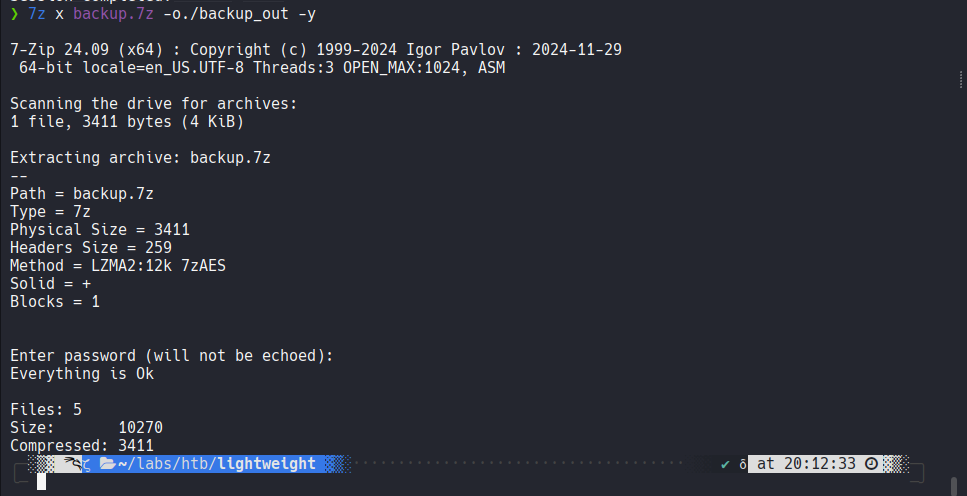 ❯ 7z x backup.7z -o./backup_out -y
7-Zip 24.09 (x64) : Copyright (c) 1999-2024 Igor Pavlov : 2024-11-29
64-bit locale=en_US.UTF-8 Threads:3 OPEN_MAX:1024, ASM
Scanning the drive for archives:
1 file, 3411 bytes (4 KiB)
Extracting archive: backup.7z
--
Path = backup.7z
Type = 7z
Physical Size = 3411
Headers Size = 259
Method = LZMA2:12k 7zAES
Solid = +
Blocks = 1
Enter password (will not be echoed):
Everything is Ok
Files: 5
Size:       10270
Compressed: 3411
~/labs/htb/lightweight ✔ at 20:12:33